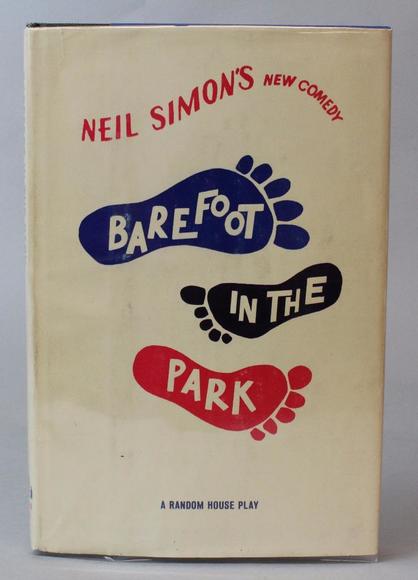 NEIL SIMON'S NEW COMEDY
BAREFOOT
IN THE
PARK
A RANDOM HOUSE PLAY